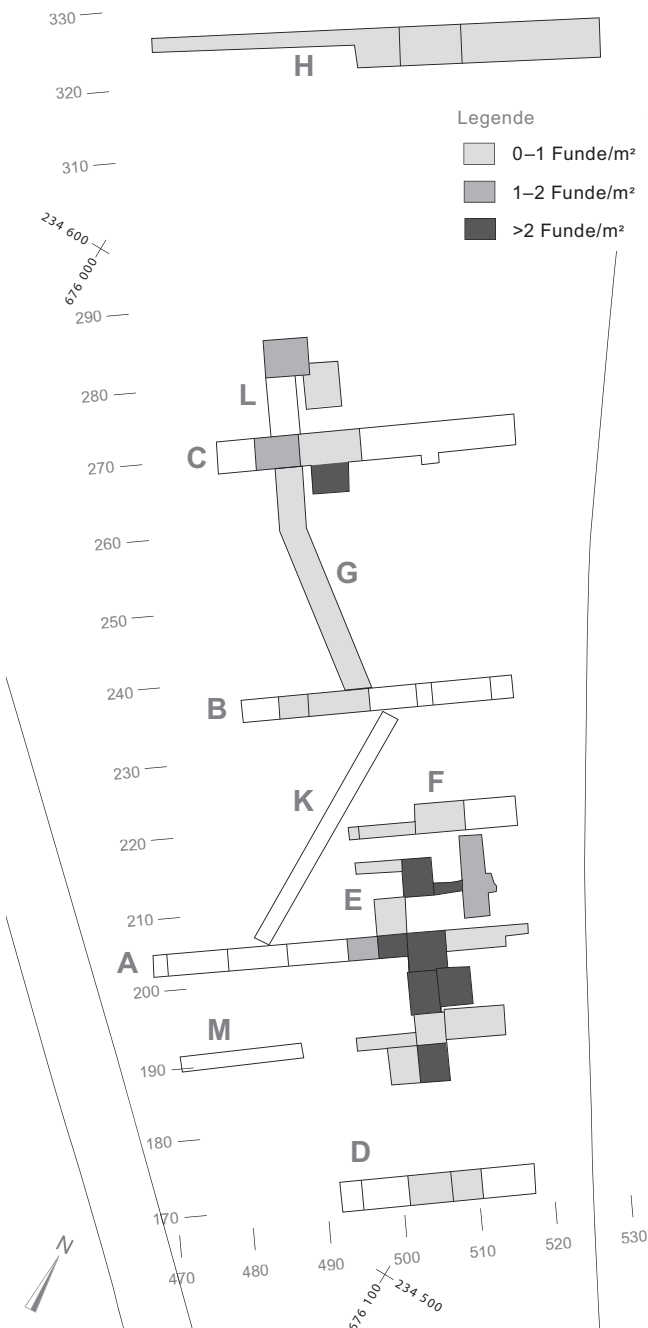 330
H
320
Legende
0–1 Funde/m²
310
1–2 Funde/m²
>2 Funde/m²
234 600
676 000
290
L
280
C
270
260
G
250
240
B
230
F
K
220
E
210
A
200
M
190
180
D
170
N
470
480
490
500
510
520
530
676 100
234 500